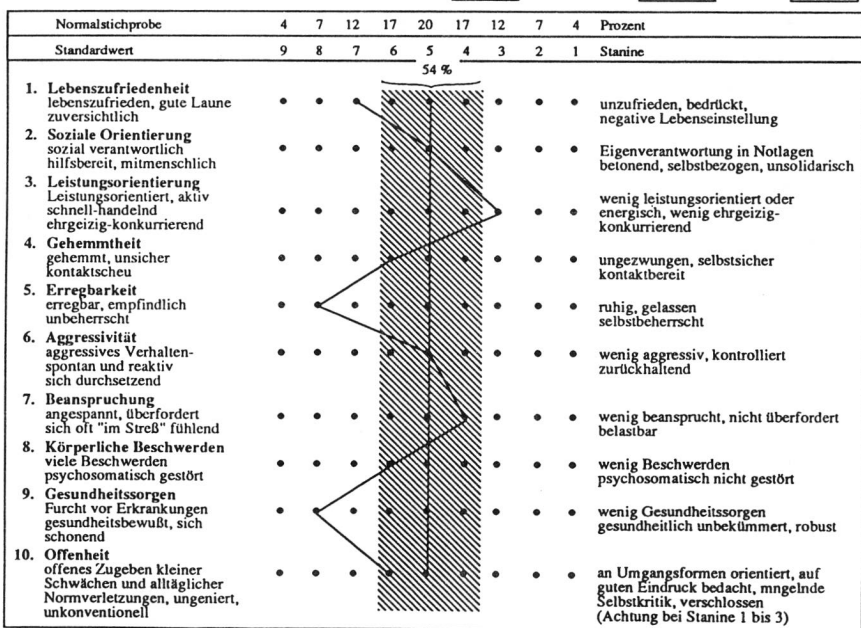 Normalstichprobe 4 7 12 17 20 17 12 7 4 Prozent
Standardwert 9 8 7 6 5 4 3 2 1 Stanine
54 %
1. Lebenszufriedenheit
lebenszufrieden, gute Laune
zuversichtlich
unzufrieden, bedrückt,
negative Lebenseinstellung
2. Soziale Orientierung
sozial verantwortlich
hilfsbereit, mitmenschlich
Eigenverantwortung in Notlagen
betonend, selbstbezogen, unsolidarisch
3. Leistungsorientierung
Leistungsorientiert, aktiv
schnell-handelnd
ehrgeizig-konkurrierend
wenig leistungsorientiert oder
energisch, wenig ehrgeizig-
konkurrierend
4. Gehemmtheit
gehemmt, unsicher
kontaktscheu
ungezwungen, selbstsicher
kontaktbereit
5. Erregbarkeit
erregbar, empfindlich
unbeherrscht
ruhig, gelassen
selbstbeherrscht
6. Aggressivität
aggressives Verhalten-
spontan und reaktiv
sich durchsetzend
wenig aggressiv, kontrolliert
zurückhaltend
7. Beanspruchung
angespannt, überfordert
sich oft "im Streß" fühlend
wenig beansprucht, nicht überfordert
belastbar
8. Körperliche Beschwerden
viele Beschwerden
psychosomatisch gestört
wenig Beschwerden
psychosomatisch nicht gestört
9. Gesundheitssorgen
Furcht vor Erkrankungen
gesundheitsbewußt, sich
schonend
wenig Gesundheitssorgen
gesundheitlich unbekümmert, robust
10. Offenheit
offenes Zugeben kleiner
Schwächen und alltäglicher
Normverletzungen, ungeniert,
unkonventionell
an Umgangsformen orientiert, auf
guten Eindruck bedacht, mngelnde
Selbstkritik, verschlossen
(Achtung bei Stanine 1 bis 3)